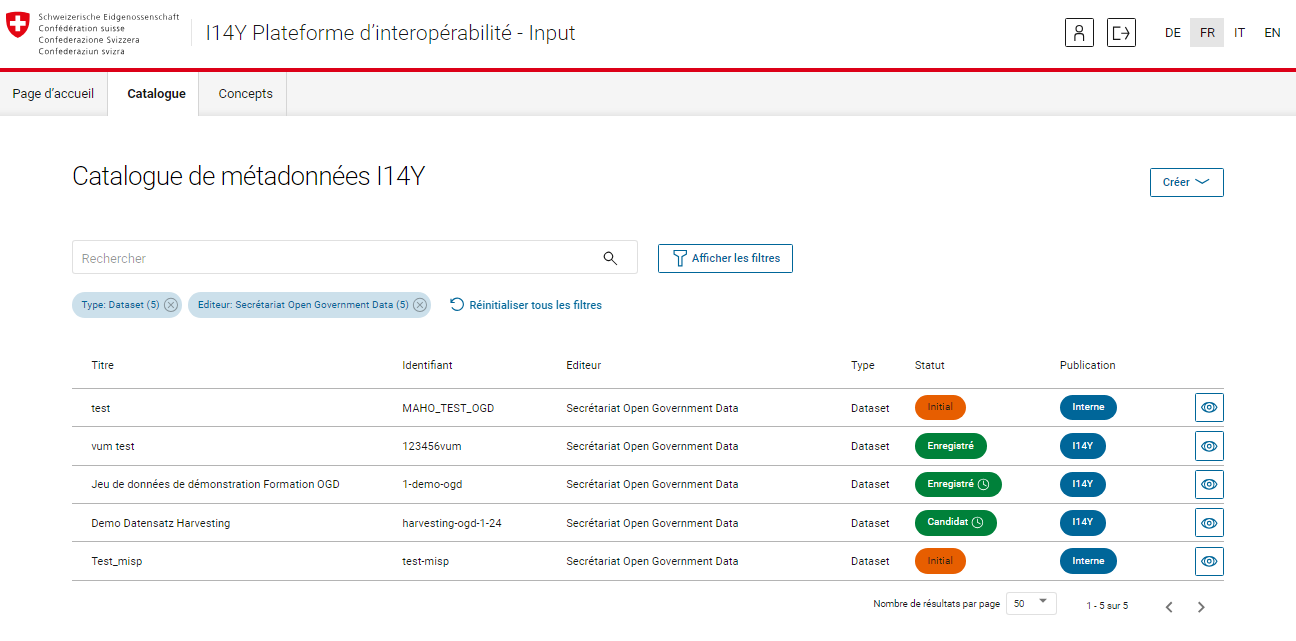 Schweizerische Eidgenossenschaft
Confédération suisse
Confederazione Svizzera
Confederaziun svizra
I14Y Plateforme d'interopérabilité - Input
DE FR IT EN
Page d'accueil Catalogue Concepts
Catalogue de métadonnées I14Y
Créer
Rechercher
Afficher les filtres
Type: Dataset (5) Editeur: Secrétariat Open Government Data (5) Réinitialiser tous les filtres
Titre Identifiant Editeur Type Statut Publication
test MAHO_TEST_OGD Secrétariat Open Government Data Dataset Initial Interne
vum test 123456vum Secrétariat Open Government Data Dataset Enregistré I14Y
Jeu de données de démonstration Formation OGD 1-demo-ogd Secrétariat Open Government Data Dataset Enregistré I14Y
Demo Datensatz Harvesting harvesting-ogd-1-24 Secrétariat Open Government Data Dataset Candidat I14Y
Test_misp test-misp Secrétariat Open Government Data Dataset Initial Interne
Nombre de résultats par page 50 1 - 5 sur 5